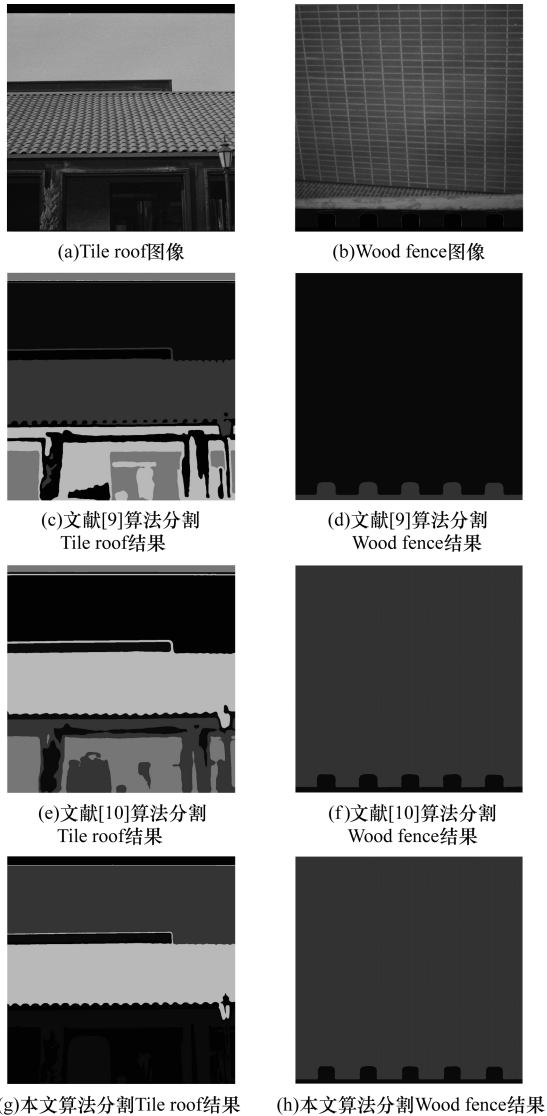 (a)Tile roof图像
(b)Wood fence图像
(c)文献[9]算法分割
Tile roof结果
(d)文献[9]算法分割
Wood fence结果
(e)文献[10]算法分割
Tile roof结果
(f)文献[10]算法分割
Wood fence结果
(g)本文算法分割Tile roof结果
(h)本文算法分割Wood fence结果